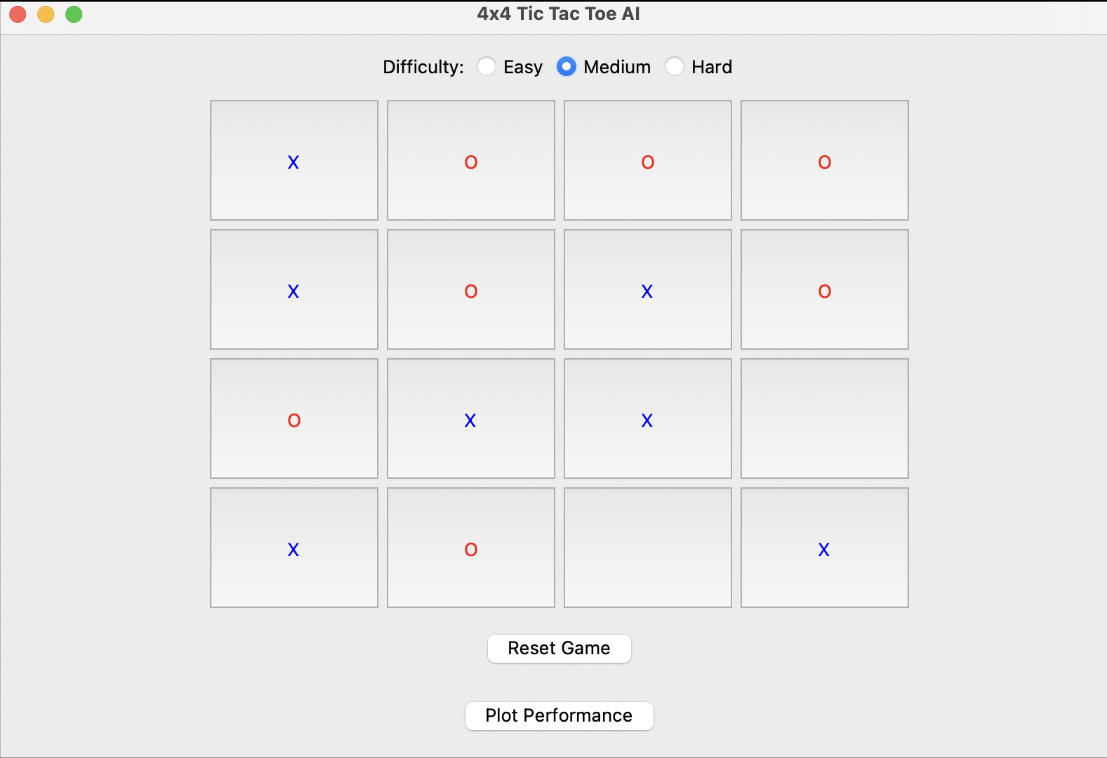 4x4 Tic Tac Toe AI
Difficulty: Easy Medium Hard
X O O O
X O X O
O X X
X O X
Reset Game
Plot Performance